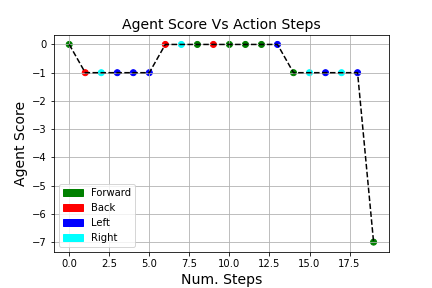 Agent Score Vs Action Steps
Agent Score
0
−1
−2
−3
−4
−5
−6
−7
Forward
Back
Left
Right
0.0 2.5 5.0 7.5 10.0 12.5 15.0 17.5
Num. Steps